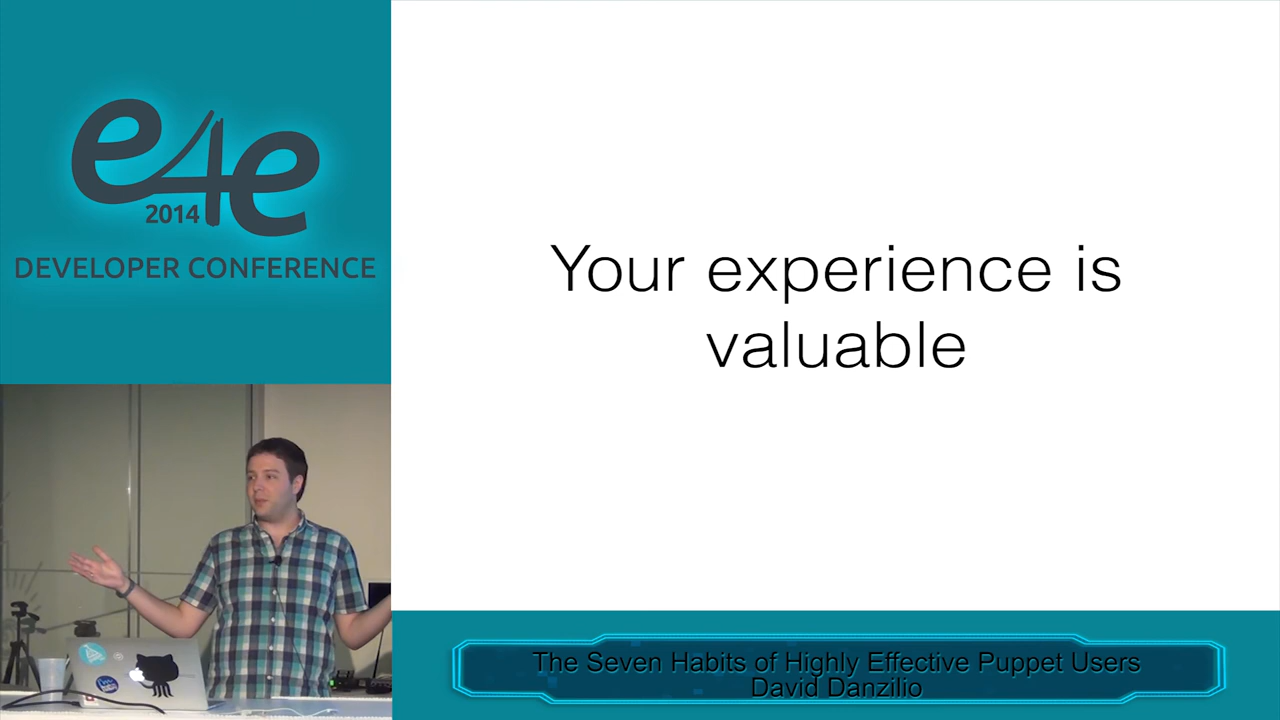 e4e
2014
DEVELOPER CONFERENCE
Your experience is
valuable
The Seven Habits of Highly Effective Puppet Users
David Danzilio